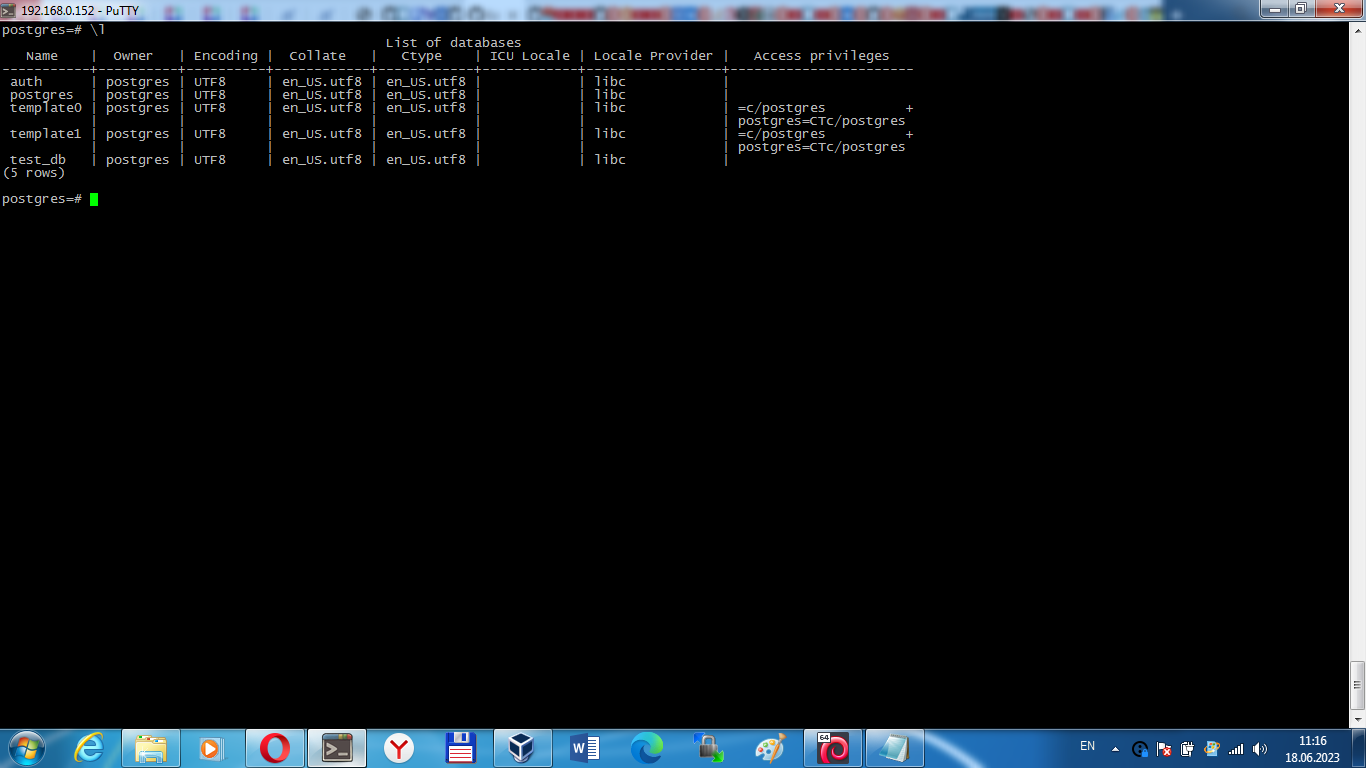 192.168.0.152 - PuTTY
postgres=# \l
                                                List of databases
   Name    |  Owner   | Encoding |  Collate   |   Ctype    | ICU Locale | Locale Provider |   Access privileges
-----------+----------+----------+------------+------------+------------+-----------------+-----------------------
 auth      | postgres | UTF8     | en_US.utf8 | en_US.utf8 |            | libc            |
 postgres  | postgres | UTF8     | en_US.utf8 | en_US.utf8 |            | libc            |
 template0 | postgres | UTF8     | en_US.utf8 | en_US.utf8 |            | libc            | =c/postgres          +
           |          |          |            |            |            |                 | postgres=CTc/postgres
 template1 | postgres | UTF8     | en_US.utf8 | en_US.utf8 |            | libc            | =c/postgres          +
           |          |          |            |            |            |                 | postgres=CTc/postgres
 test_db   | postgres | UTF8     | en_US.utf8 | en_US.utf8 |            | libc            |
(5 rows)
postgres=#
64
EN
11:16
18.06.2023